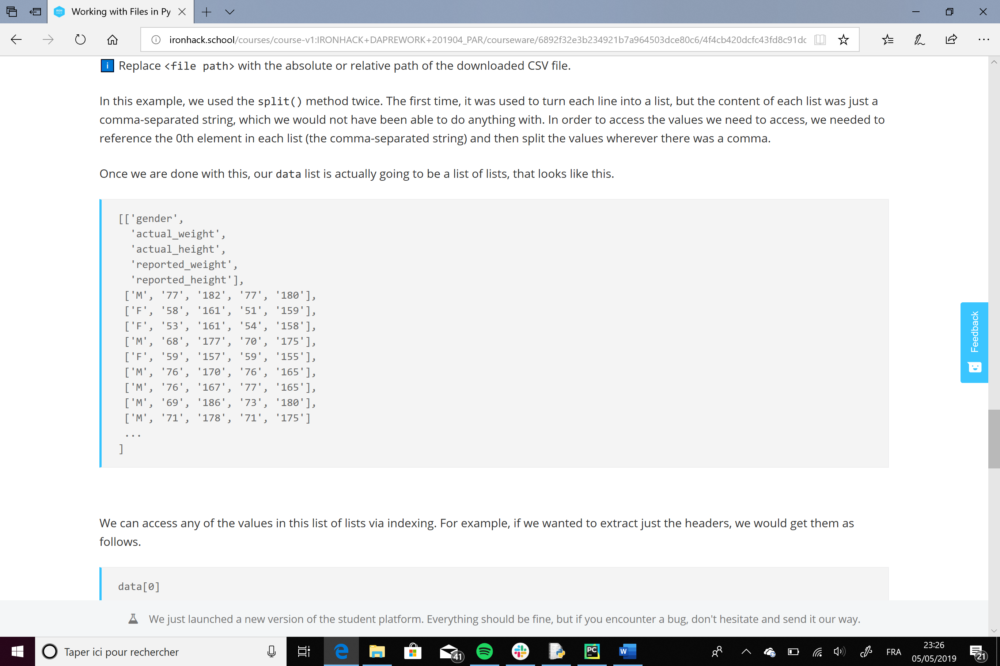 IRON HACK Working with Files in Py
ironhack.school/courses/course-v1:IRONHACK+DAPREWORK+201904_PAR/courseware/6892f32e3b234921b7a964503dce80c6/4f4cb420dcfc43fd8c91dc
i Replace <file path> with the absolute or relative path of the downloaded CSV file.
In this example, we used the split() method twice. The first time, it was used to turn each line into a list, but the content of each list was just a
comma-separated string, which we would not have been able to do anything with. In order to access the values we need to access, we needed to
reference the 0th element in each list (the comma-separated string) and then split the values wherever there was a comma.
Once we are done with this, our data list is actually going to be a list of lists, that looks like this.
[['gender',
'actual_weight',
'actual_height',
'reported_weight',
'reported_height'],
['M', '77', '182', '77', '180'],
['F', '58', '161', '51', '159'],
['F', '53', '161', '54', '158'],
['M', '68', '177', '70', '175'],
['F', '59', '157', '59', '155'],
['M', '76', '170', '76', '165'],
['M', '76', '167', '77', '165'],
['M', '69', '186', '73', '180'],
['M', '71', '178', '71', '175']
...
]
Feedback
We can access any of the values in this list of lists via indexing. For example, if we wanted to extract just the headers, we would get them as
follows.
data[0]
We just launched a new version of the student platform. Everything should be fine, but if you encounter a bug, don't hesitate and send it our way.
Taper ici pour rechercher
41
PC
W
FRA
23:26
05/05/2019
21